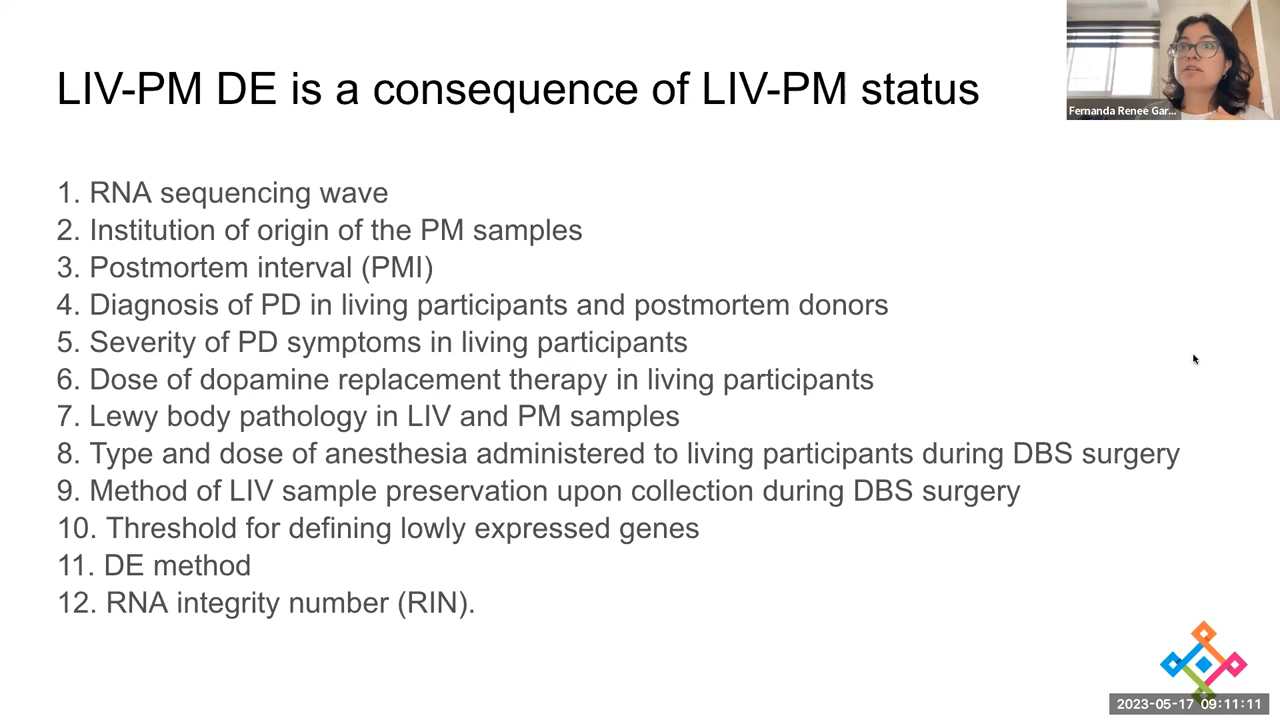 LIV-PM DE is a consequence of LIV-PM status
Fernanda Renee Gar...
1. RNA sequencing wave
2. Institution of origin of the PM samples
3. Postmortem interval (PMI)
4. Diagnosis of PD in living participants and postmortem donors
5. Severity of PD symptoms in living participants
6. Dose of dopamine replacement therapy in living participants
7. Lewy body pathology in LIV and PM samples
8. Type and dose of anesthesia administered to living participants during DBS surgery
9. Method of LIV sample preservation upon collection during DBS surgery
10. Threshold for defining lowly expressed genes
11. DE method
12. RNA integrity number (RIN).
2023-05-17 09:11:11